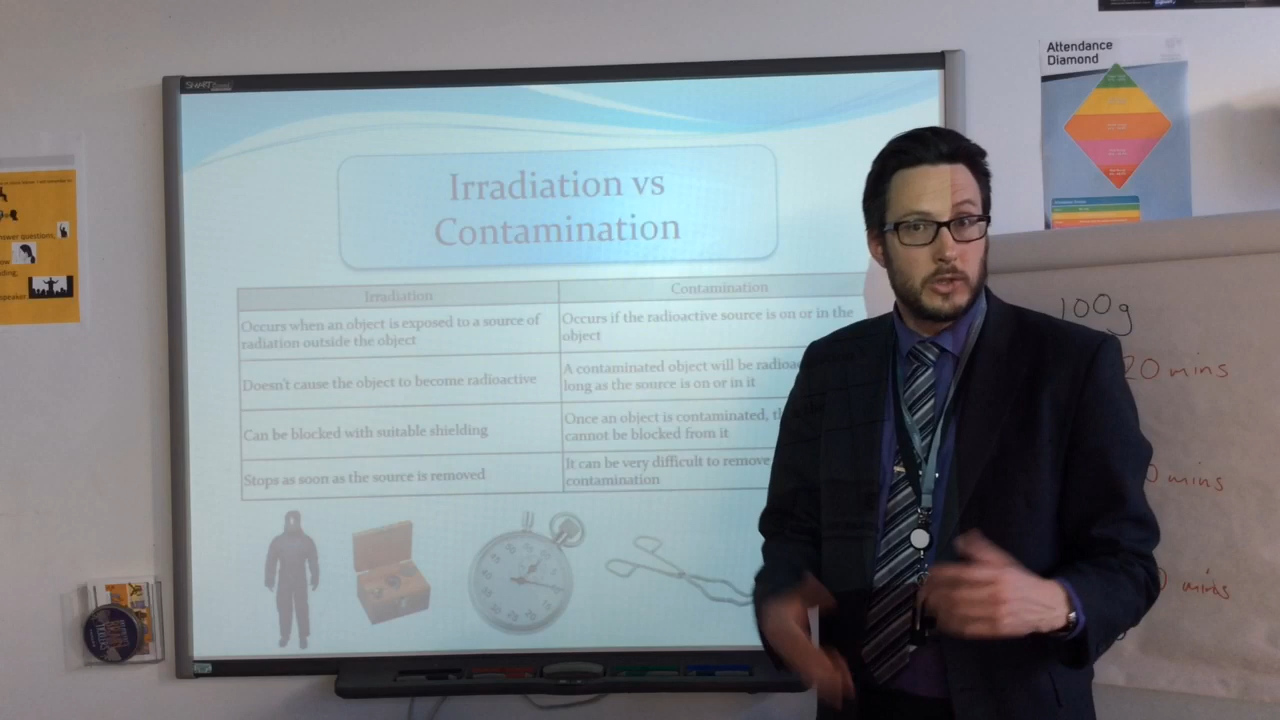 SMART
Attendance
Diamond
Irradiation vs
Contamination
Irradiation
Contamination
Occurs when an object is exposed to a source of
radiation outside the object
Occurs if the radioactive source is on or in the
object
Doesn't cause the object to become radioactive
A contaminated object will be
long as the source is on or in it
Can be blocked with suitable shielding
Once an object is contaminated,
cannot be blocked from it
Stops as soon as the source is removed
It can be very difficult to remove
contamination
answer questions,
speaker
100g
20 mins
mins
mins